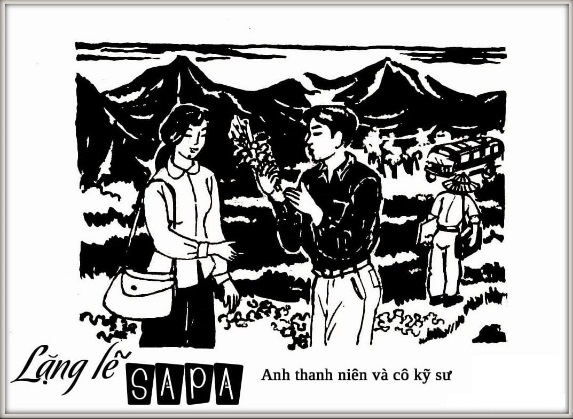 Lặng lẽ SAPA
Anh thanh niên và cô kỹ sư